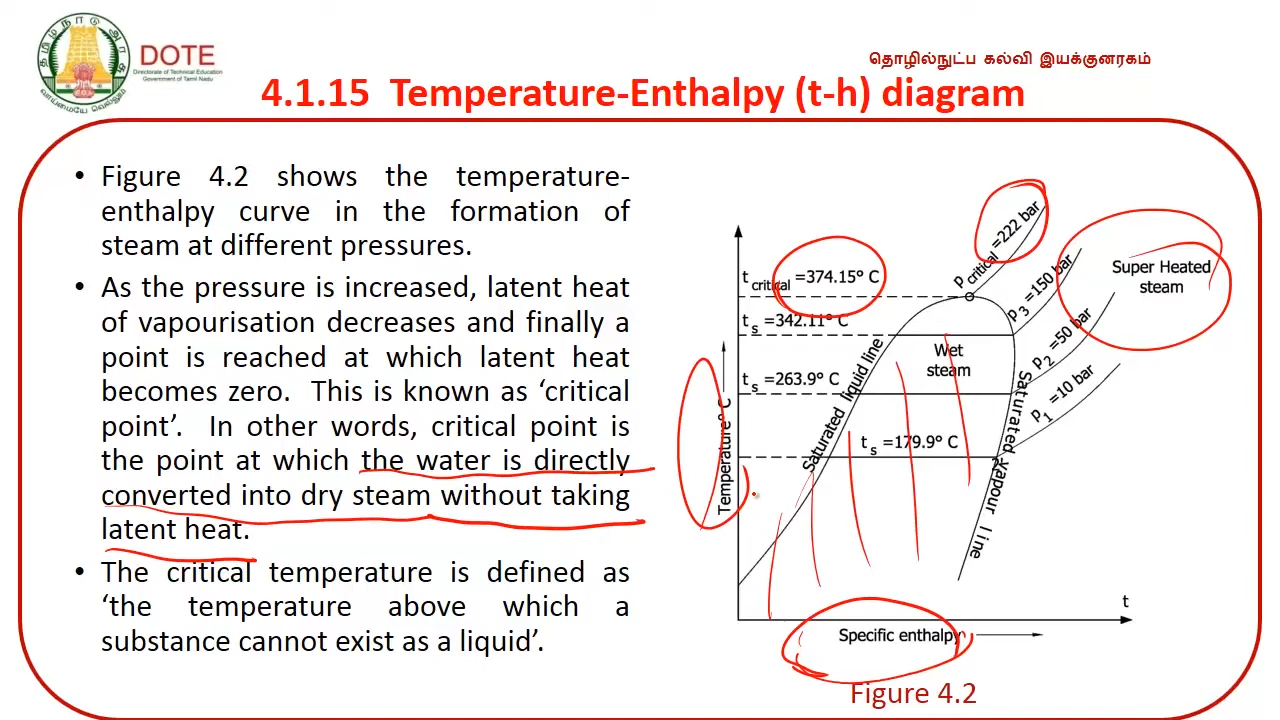 தமிழ்நாடு அரசு
வாய்மையே வெல்லும்
DOTE
Directorate of Technical Education
Government of Tamil Nadu
தொழில்நுட்ப கல்வி இயக்குனரகம்
4.1.15 Temperature-Enthalpy (t-h) diagram
• Figure 4.2 shows the temperature-
enthalpy curve in the formation of
steam at different pressures.
• As the pressure is increased, latent heat
of vapourisation decreases and finally a
point is reached at which latent heat
becomes zero. This is known as ‘critical
point’. In other words, critical point is
the point at which the water is directly
converted into dry steam without taking
latent heat.
• The critical temperature is defined as
‘the temperature above which a
substance cannot exist as a liquid’.
t critical =374.15° C
t s =342.11° C
t s =263.9° C
t s =179.9° C
P critical =222 bar
p 3 =150 bar
p 2 =50 bar
p 1 =10 bar
Super Heated
steam
Wet
steam
Saturated liquid line
Saturated vapour line
Temperature° C
Specific enthalpy
t
Figure 4.2